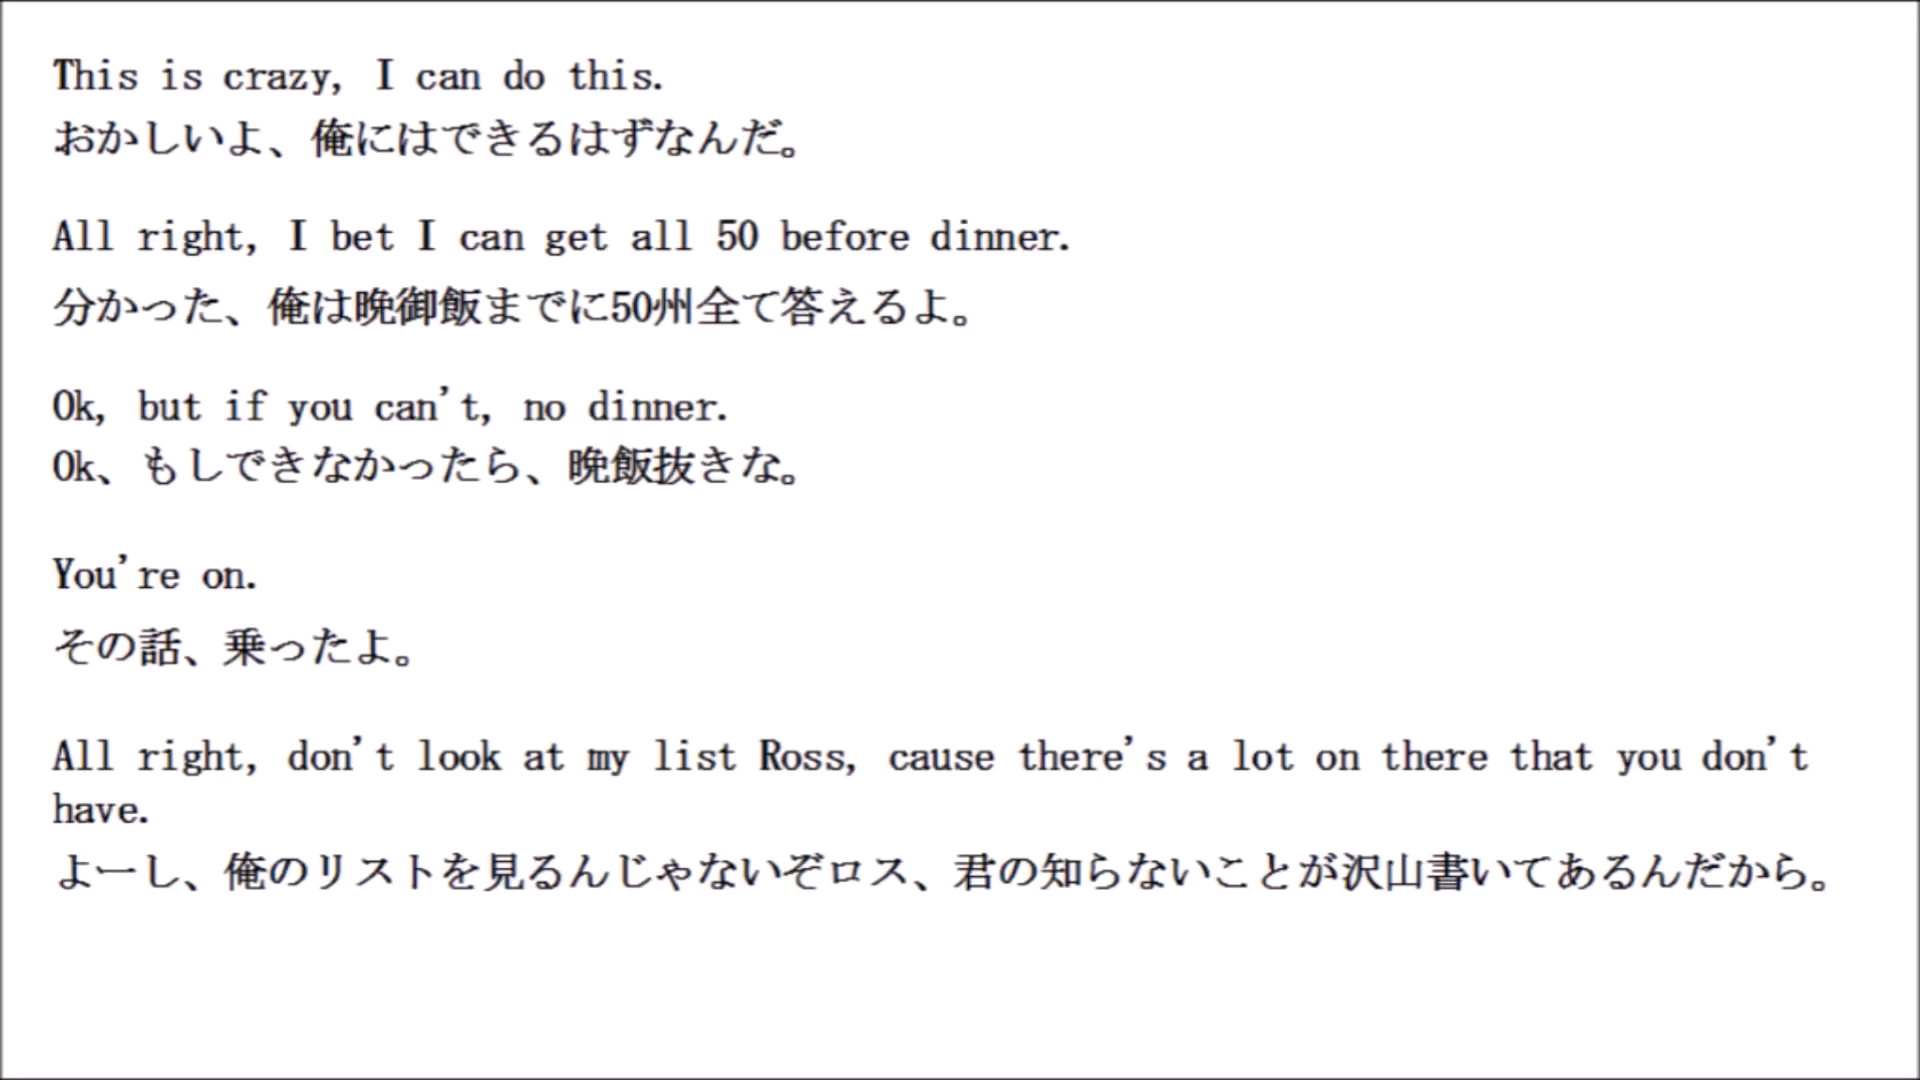 This is crazy, I can do this.
おかしいよ、俺にはできるはずなんだ。
All right, I bet I can get all 50 before dinner.
分かった、俺は晩御飯までに50州全て答えるよ。
Ok, but if you can't, no dinner.
Ok、もしできなかったら、晩飯抜きな。
You're on.
その話、乗ったよ。
All right, don't look at my list Ross, cause there's a lot on there that you don't
have.
よーし、俺のリストを見るんじゃないぞロス、君の知らないことが沢山書いてあるんだから。